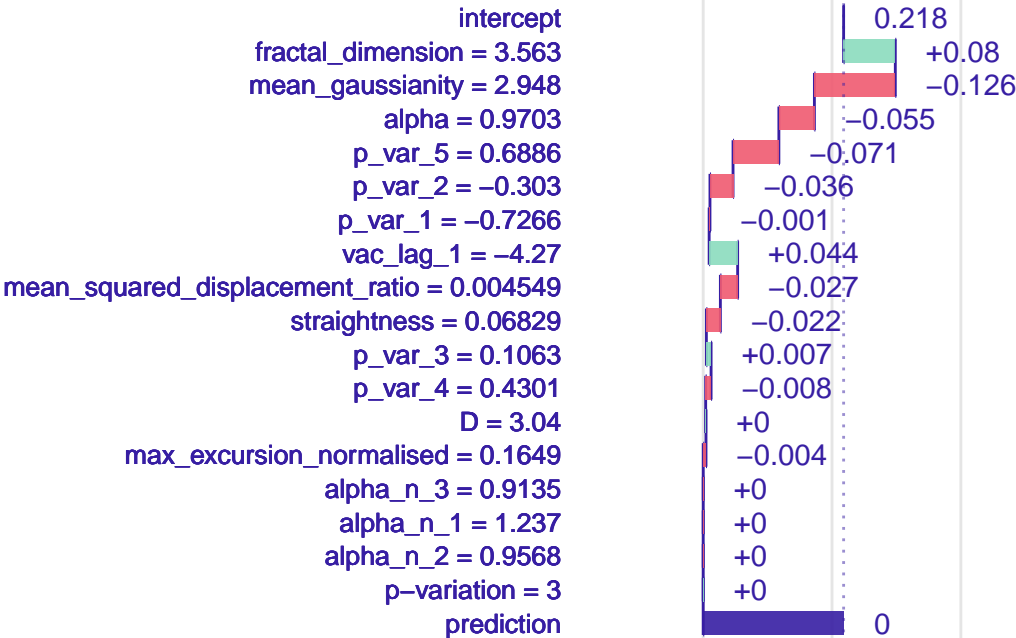 intercept 0.218
fractal_dimension = 3.563 +0.08
mean_gaussianity = 2.948 −0.126
alpha = 0.9703 −0.055
p_var_5 = 0.6886 −0.071
p_var_2 = −0.303 −0.036
p_var_1 = −0.7266 −0.001
vac_lag_1 = −4.27 +0.044
mean_squared_displacement_ratio = 0.004549 −0.027
straightness = 0.06829 −0.022
p_var_3 = 0.1063 +0.007
p_var_4 = 0.4301 −0.008
D = 3.04 +0
max_excursion_normalised = 0.1649 −0.004
alpha_n_3 = 0.9135 +0
alpha_n_1 = 1.237 +0
alpha_n_2 = 0.9568 +0
p−variation = 3 +0
prediction 0